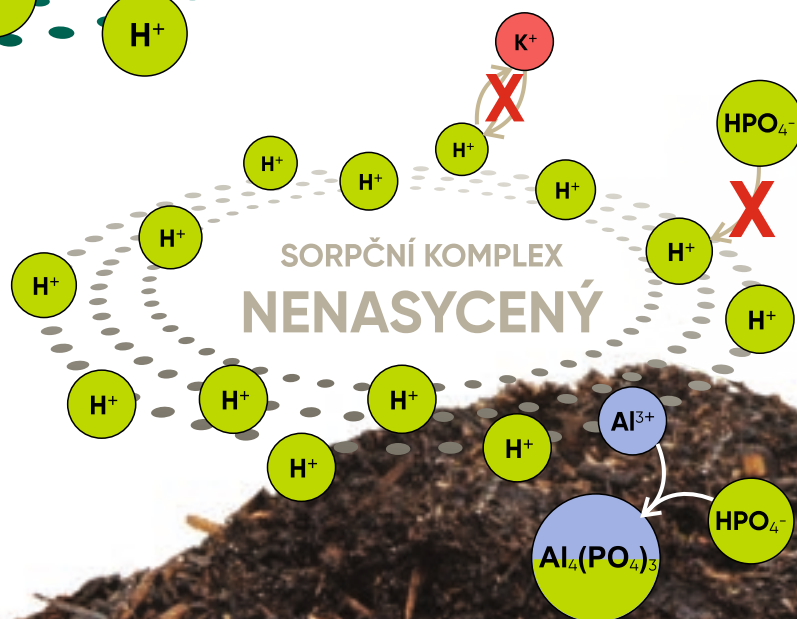 H⁺
K⁺
X
HPO₄₋
H⁺
H⁺
H⁺
H⁺
X
H⁺
H⁺
SORPČNÍ KOMPLEX
NENASYCENÝ
H⁺
H⁺
H⁺
H⁺
H⁺
Al³⁺
H⁺
H⁺
HPO₄₋
Al₄(PO₄)₃